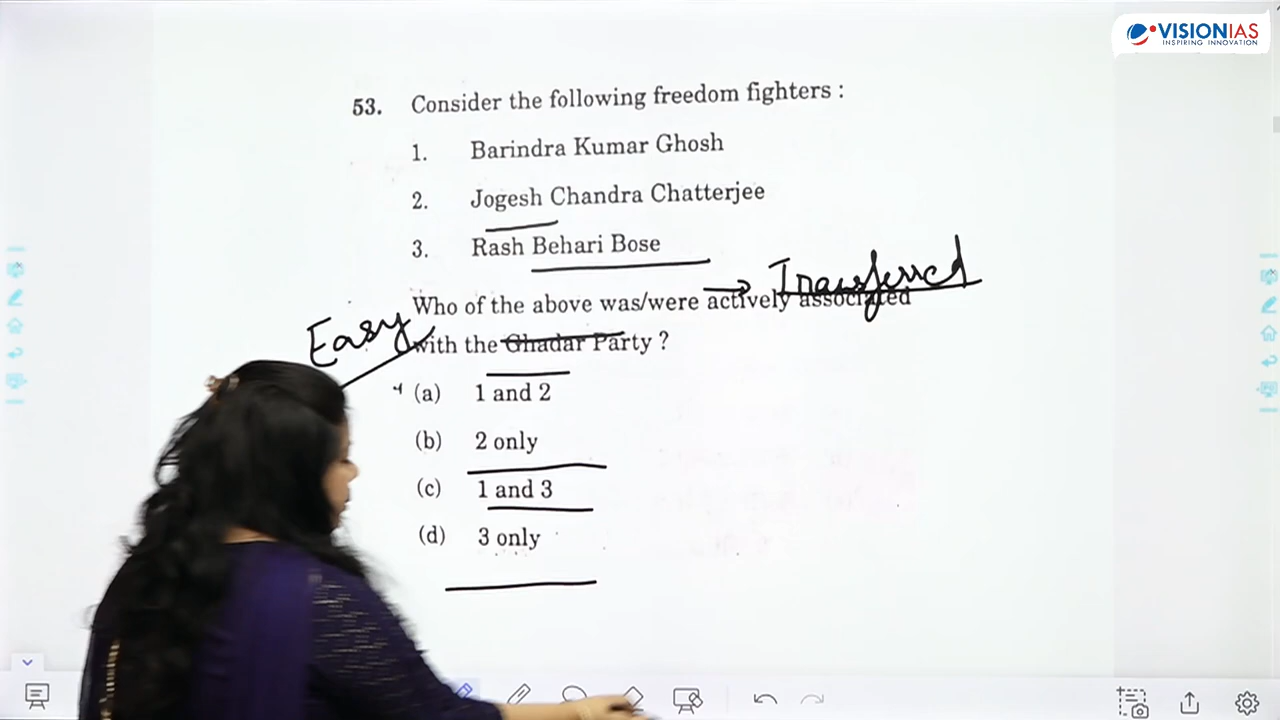 VISIONIAS
INSPIRING INNOVATION
53. Consider the following freedom fighters :
1. Barindra Kumar Ghosh
2. Jogesh Chandra Chatterjee
3. Rash Behari Bose
Transferred
Who of the above was/were actively associated
Easy
with the Ghadar Party ?
(a) 1 and 2
(b) 2 only
(c) 1 and 3
(d) 3 only